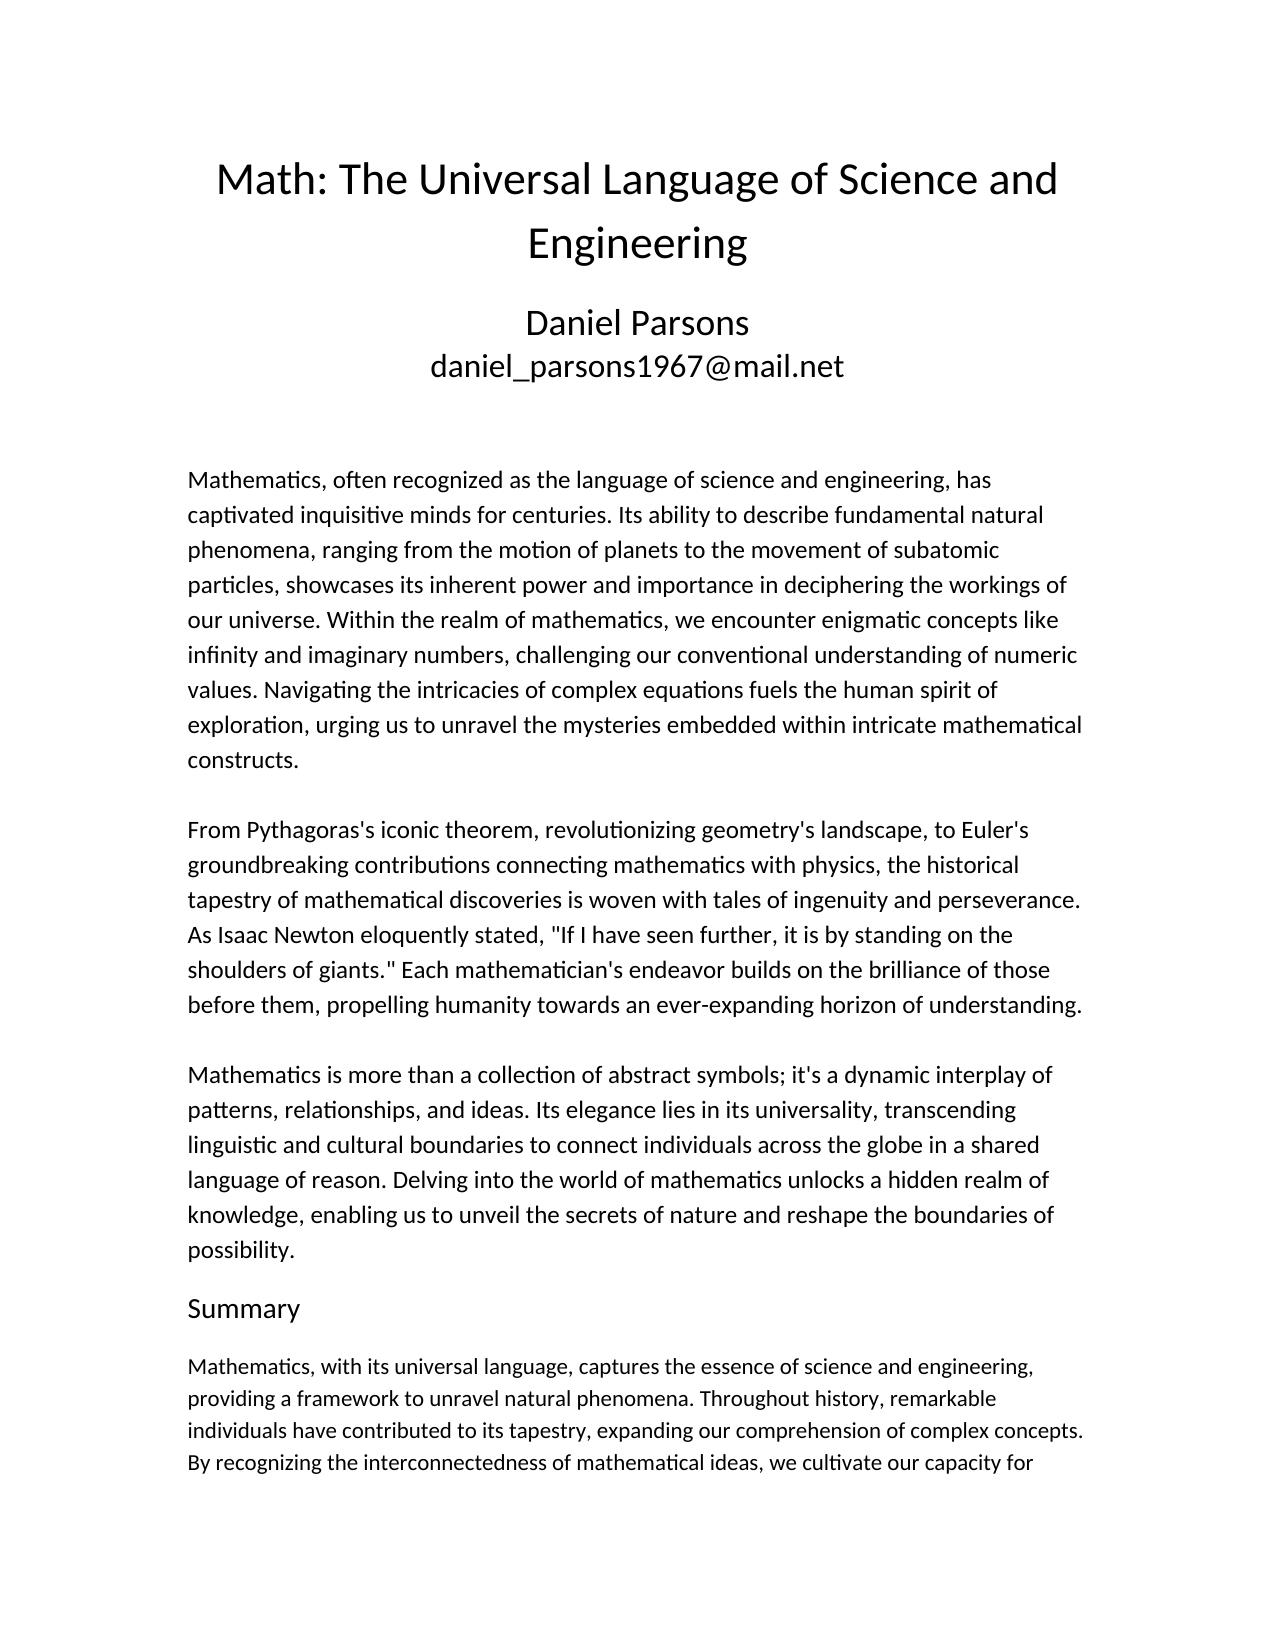 Math: The Universal Language of Science and
Engineering
Daniel Parsons
daniel_parsons1967@mail.net
Mathematics, often recognized as the language of science and engineering, has
captivated inquisitive minds for centuries. Its ability to describe fundamental natural
phenomena, ranging from the motion of planets to the movement of subatomic
particles, showcases its inherent power and importance in deciphering the workings of
our universe. Within the realm of mathematics, we encounter enigmatic concepts like
infinity and imaginary numbers, challenging our conventional understanding of numeric
values. Navigating the intricacies of complex equations fuels the human spirit of
exploration, urging us to unravel the mysteries embedded within intricate mathematical
constructs.
From Pythagoras's iconic theorem, revolutionizing geometry's landscape, to Euler's
groundbreaking contributions connecting mathematics with physics, the historical
tapestry of mathematical discoveries is woven with tales of ingenuity and perseverance.
As Isaac Newton eloquently stated, "If I have seen further, it is by standing on the
shoulders of giants." Each mathematician's endeavor builds on the brilliance of those
before them, propelling humanity towards an ever-expanding horizon of understanding.
Mathematics is more than a collection of abstract symbols; it's a dynamic interplay of
patterns, relationships, and ideas. Its elegance lies in its universality, transcending
linguistic and cultural boundaries to connect individuals across the globe in a shared
language of reason. Delving into the world of mathematics unlocks a hidden realm of
knowledge, enabling us to unveil the secrets of nature and reshape the boundaries of
possibility.
Summary
Mathematics, with its universal language, captures the essence of science and engineering,
providing a framework to unravel natural phenomena. Throughout history, remarkable
individuals have contributed to its tapestry, expanding our comprehension of complex concepts.
By recognizing the interconnectedness of mathematical ideas, we cultivate our capacity for